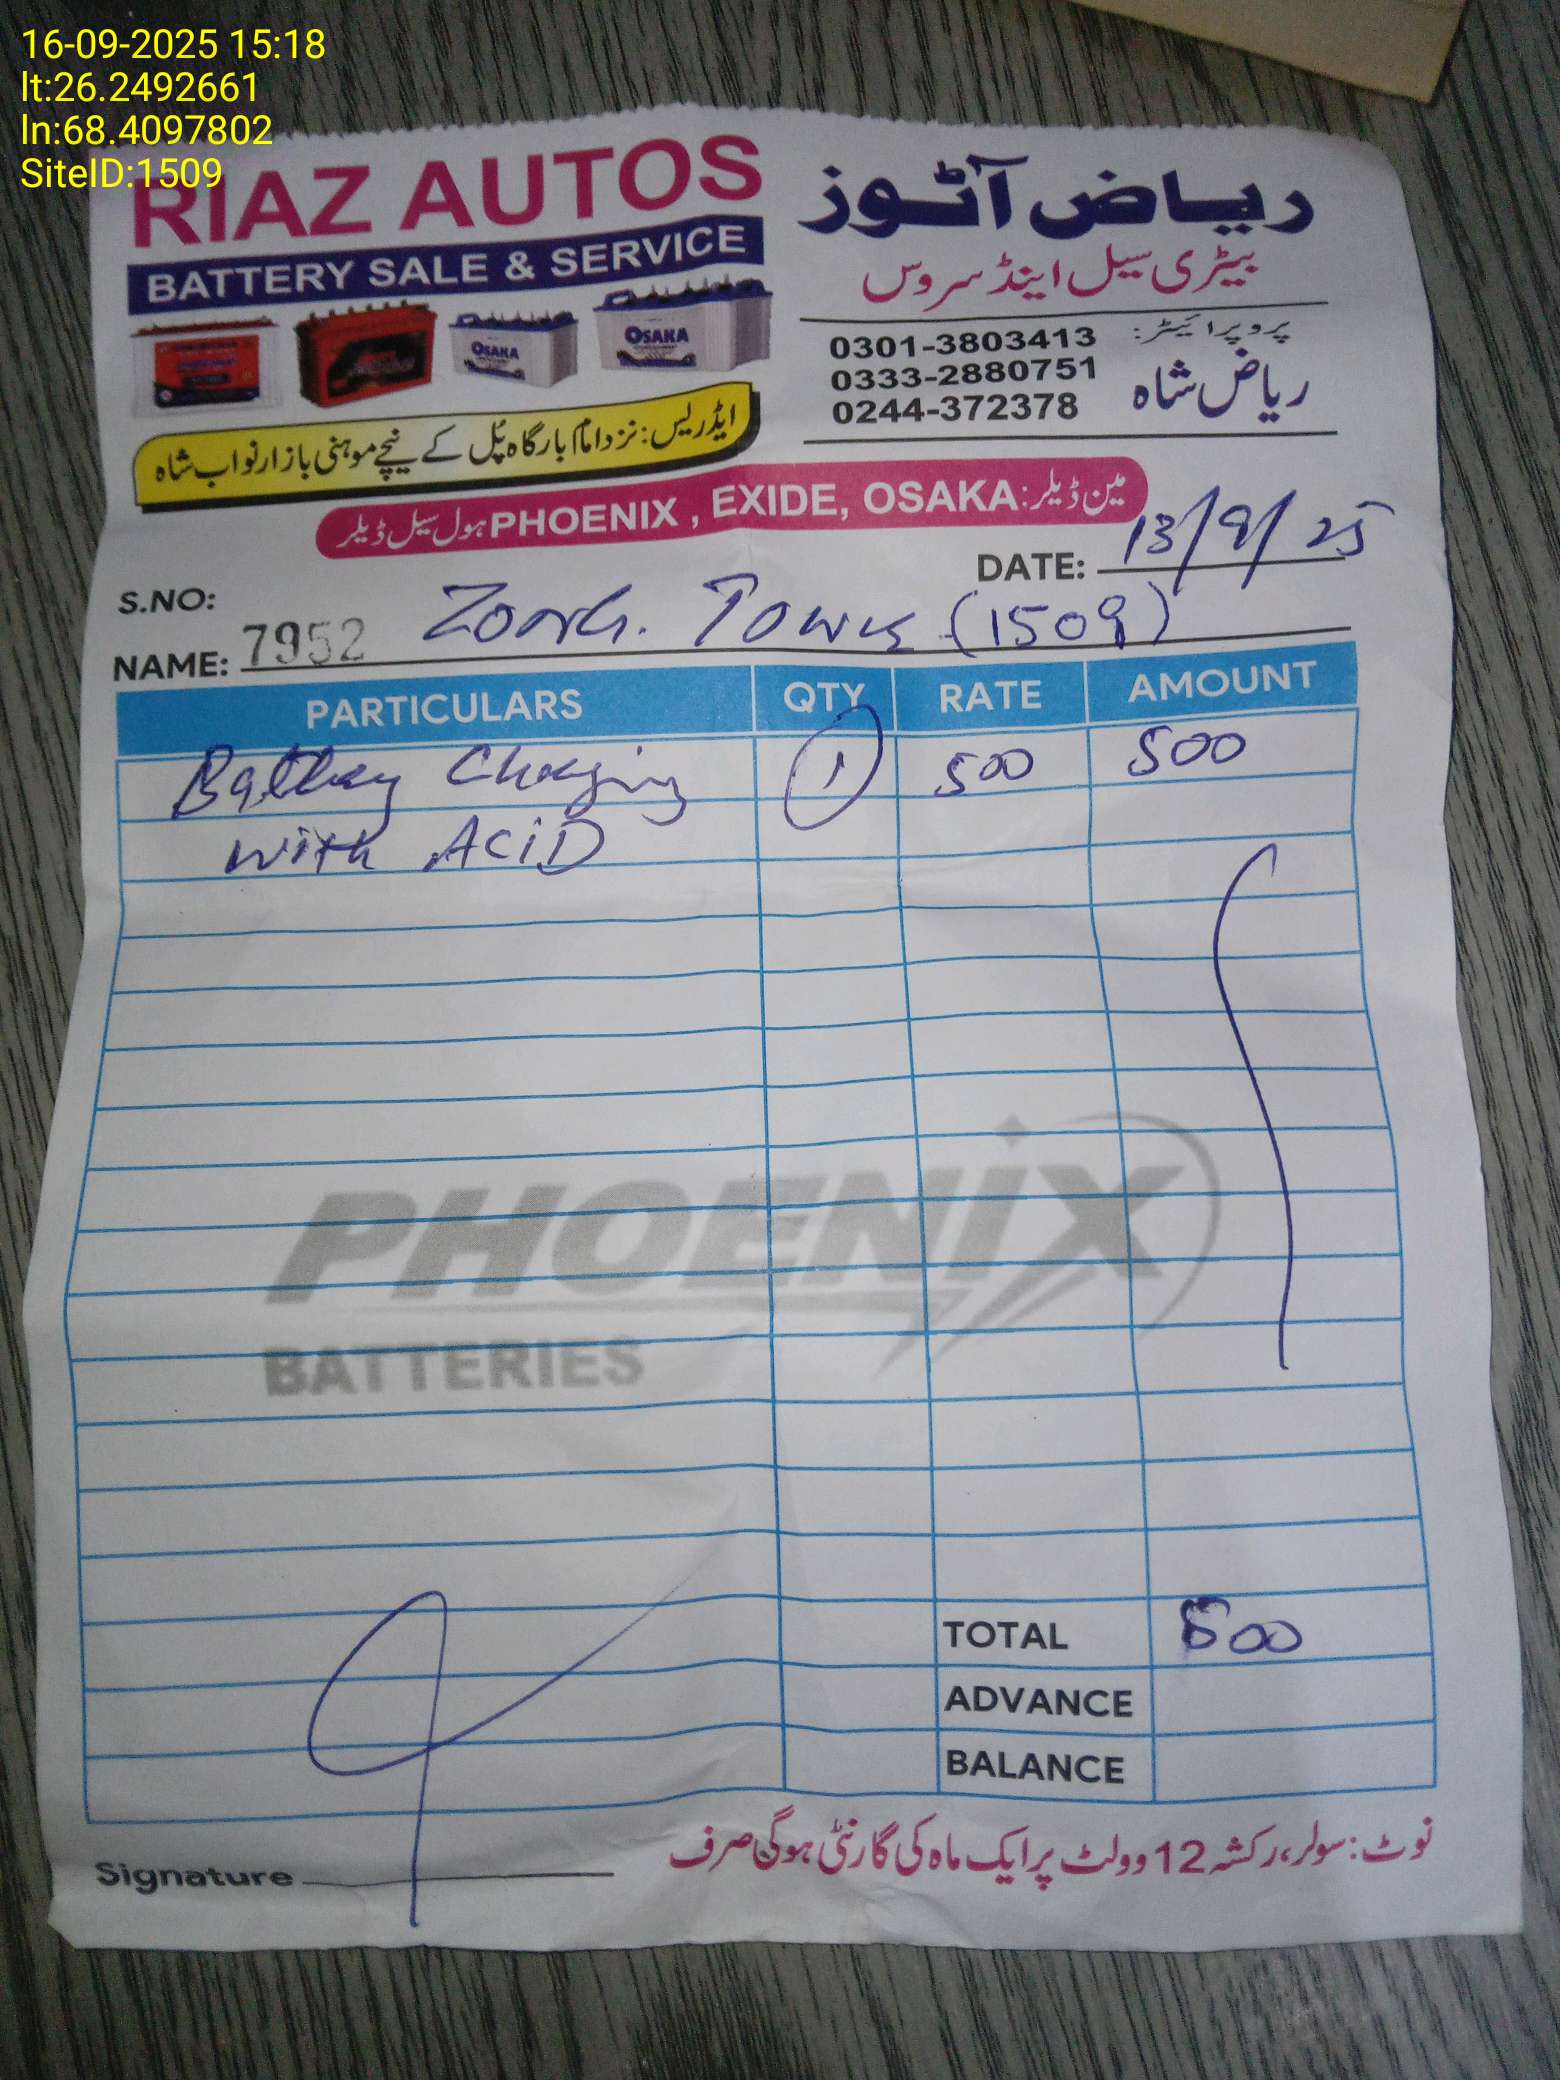 16-09-2025 15:18
lt:26.2492661
ln:68.4097802
SiteID:1509
RIAZ AUTOS
BATTERY SALE & SERVICE
OSAKA
OSAKA
ایڈریس: نزد امام بارگاہ پُل کے نیچے موہنی بازار نواب شاہ
ریاض آٹوز
بیٹری سیل اینڈ سروس
پروپرائیٹر:
ریاض شاہ
0301-3803413
0333-2880751
0244-372378
مین ڈیلر: PHOENIX , EXIDE, OSAKA ہول سیل ڈیلر
DATE: 13/9/25
S.NO: 7952
NAME: Zong. Tower (1509)
PARTICULARS QTY RATE AMOUNT
Battery Charging 1 500 500
with ACiD
PHOENIX
BATTERIES
TOTAL 500
ADVANCE
BALANCE
Signature
نوٹ: سولر، رکشہ 12 وولٹ پر ایک ماہ کی گارنٹی ہوگی صرف